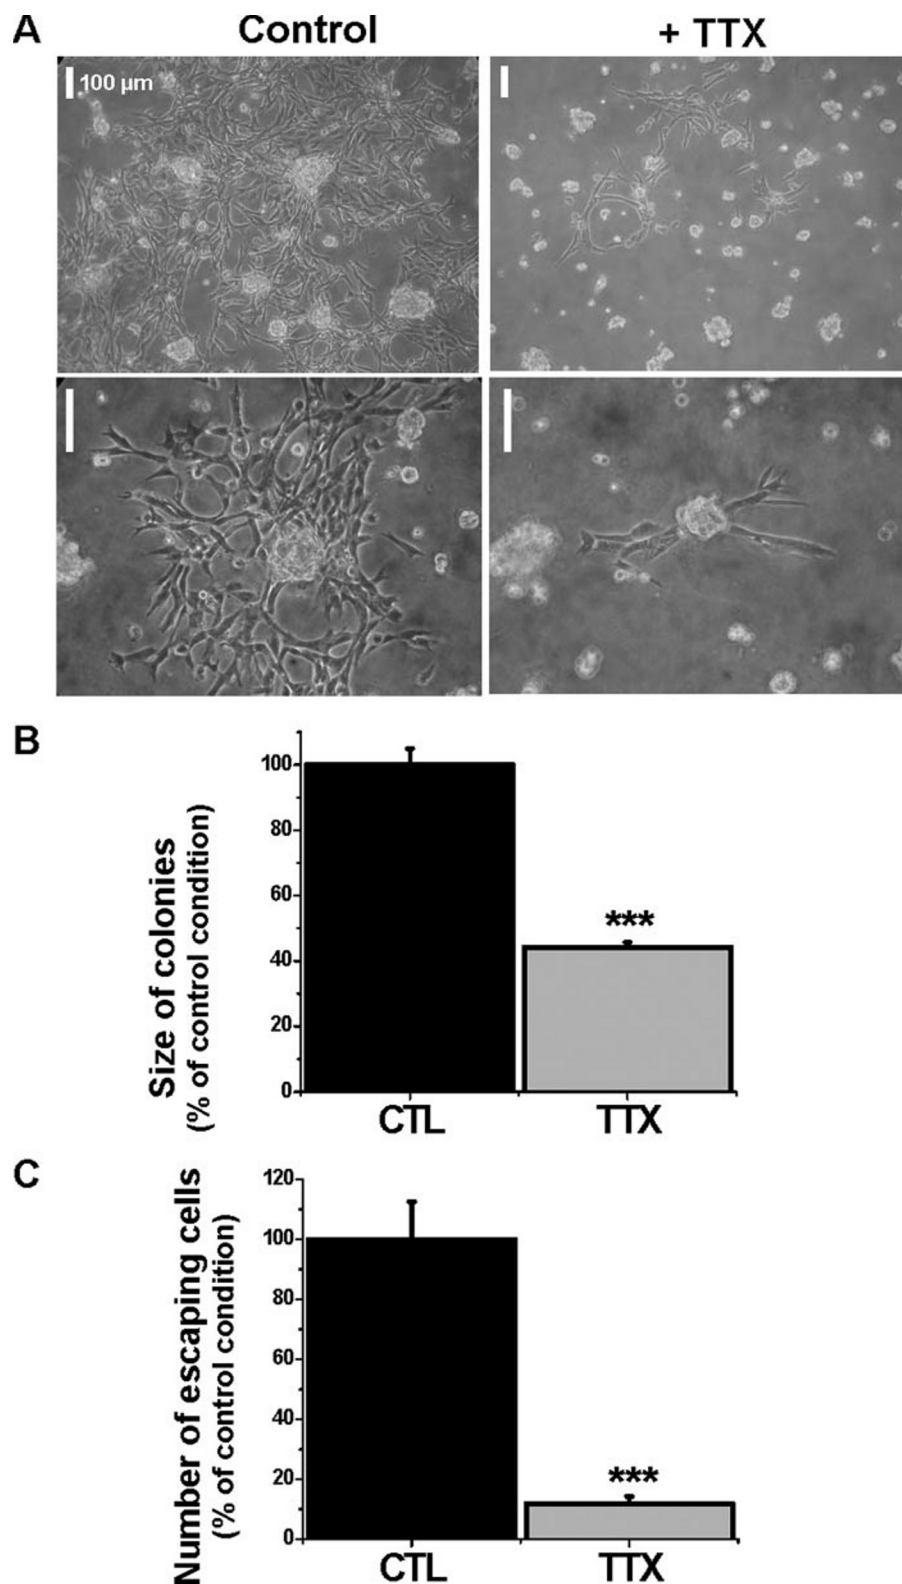 A
Control
+ TTX
100 µm
B
Size of colonies
(% of control condition)
100
80
60
40
20
0
***
CTL
TTX
C
Number of escaping cells
(% of control condition)
120
100
80
60
40
20
0
***
CTL
TTX